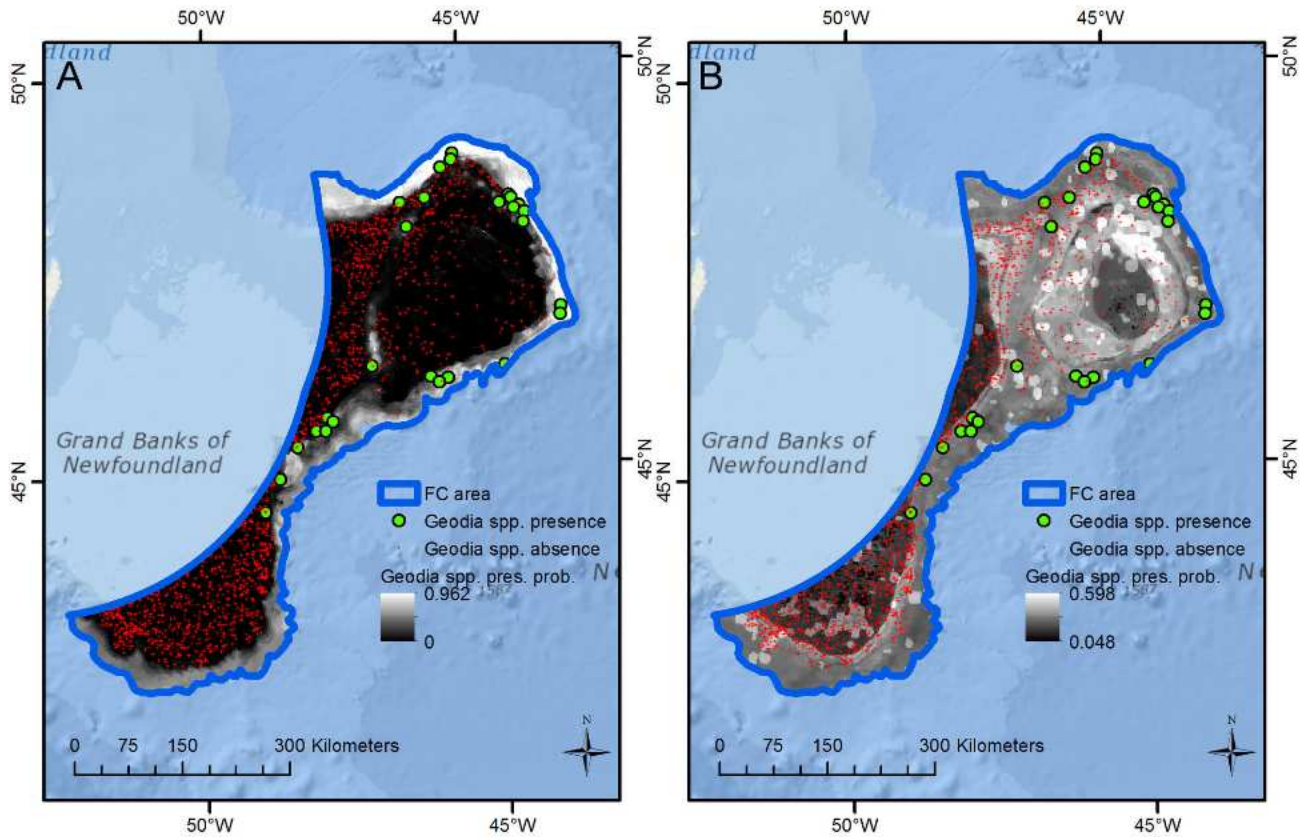 50°W 45°W
dland
A
50°N
45°N
Grand Banks of
Newfoundland
FC area
Geodia spp. presence
Geodia spp. absence
Geodia spp. pres. prob.
0.962
0
0 75 150 300 Kilometers
N
50°W 45°W
50°W 45°W
dland
B
50°N
50°N
45°N
45°N
Grand Banks of
Newfoundland
FC area
Geodia spp. presence
Geodia spp. absence
Geodia spp. pres. prob.
0.598
0.048
0 75 150 300 Kilometers
N
50°W 45°W